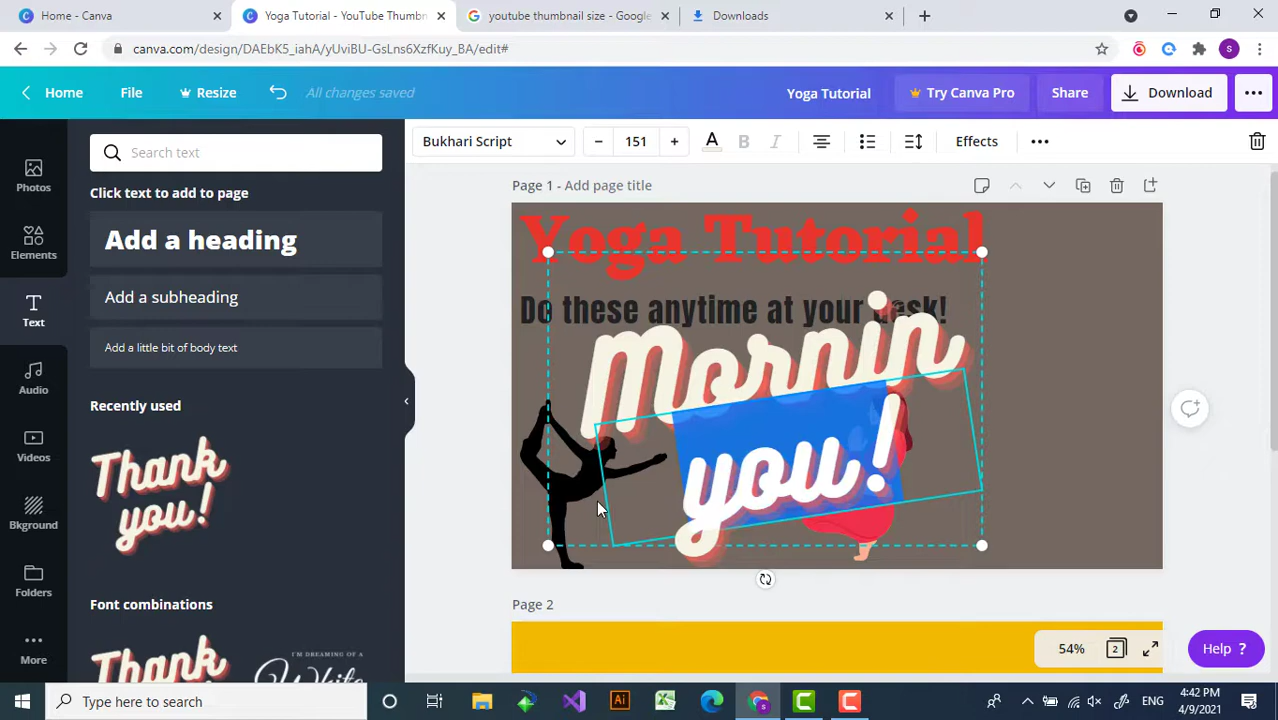 Home - Canva
Yoga Tutorial - YouTube Thumbn
youtube thumbnail size - Google
Downloads
canva.com/design/DAEbK5_iahA/yUviBU-GsLns6XzfKuy_BA/edit#
S
Home
File
Resize
All changes saved
Yoga Tutorial
Try Canva Pro
Share
Download
Search text
Bukhari Script
151
A
B
I
Effects
Photos
Elements
Text
Audio
Videos
Bkground
Folders
More
Click text to add to page
Add a heading
Add a subheading
Add a little bit of body text
Recently used
Thank
you!
Font combinations
Thank
I'M DREAMING OF A
White
Page 1 - Add page title
Yoga Tutorial
Do these anytime at your desk!
Mornin
you!
Page 2
54%
2
Help ?
Type here to search
Ai
ENG
4:42 PM
4/9/2021